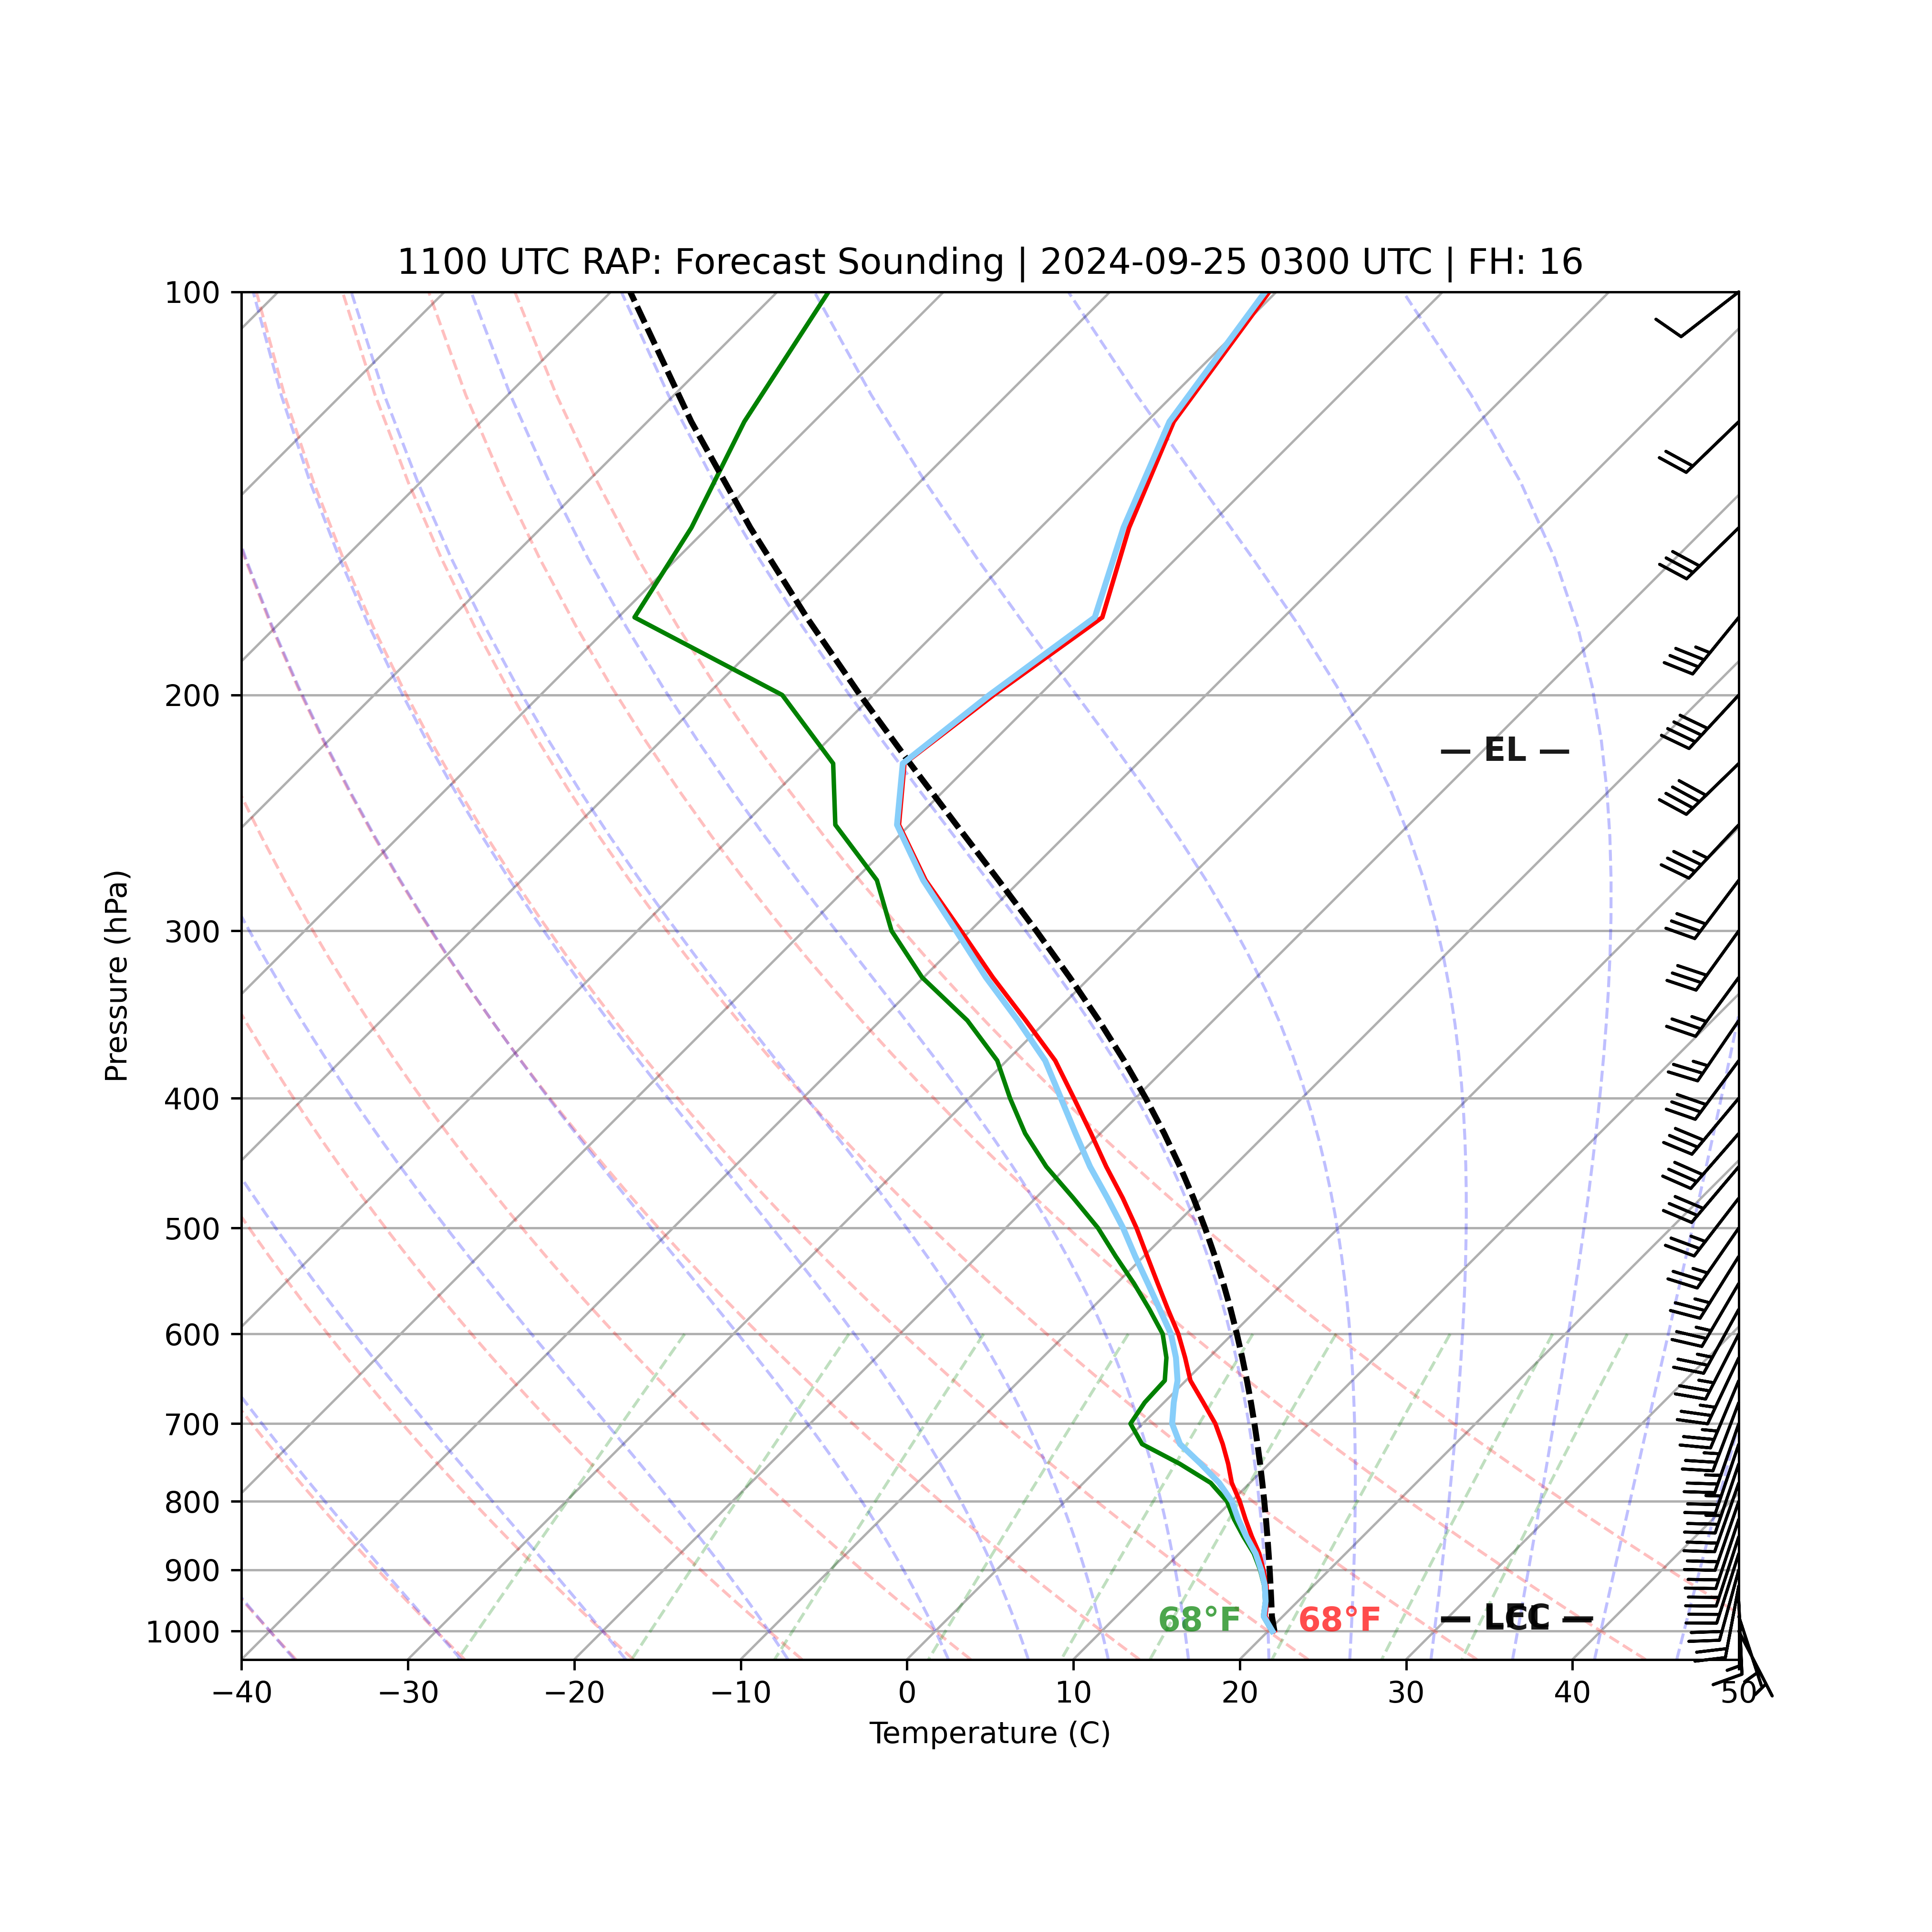 1100 UTC RAP: Forecast Sounding | 2024-09-25 0300 UTC | FH: 16
100
200
— EL —
300
Pressure (hPa)
400
500
600
700
800
900
68°F 68°F
1000
−40 −30 −20 −10 0 10 20 30 40 50
Temperature (C)